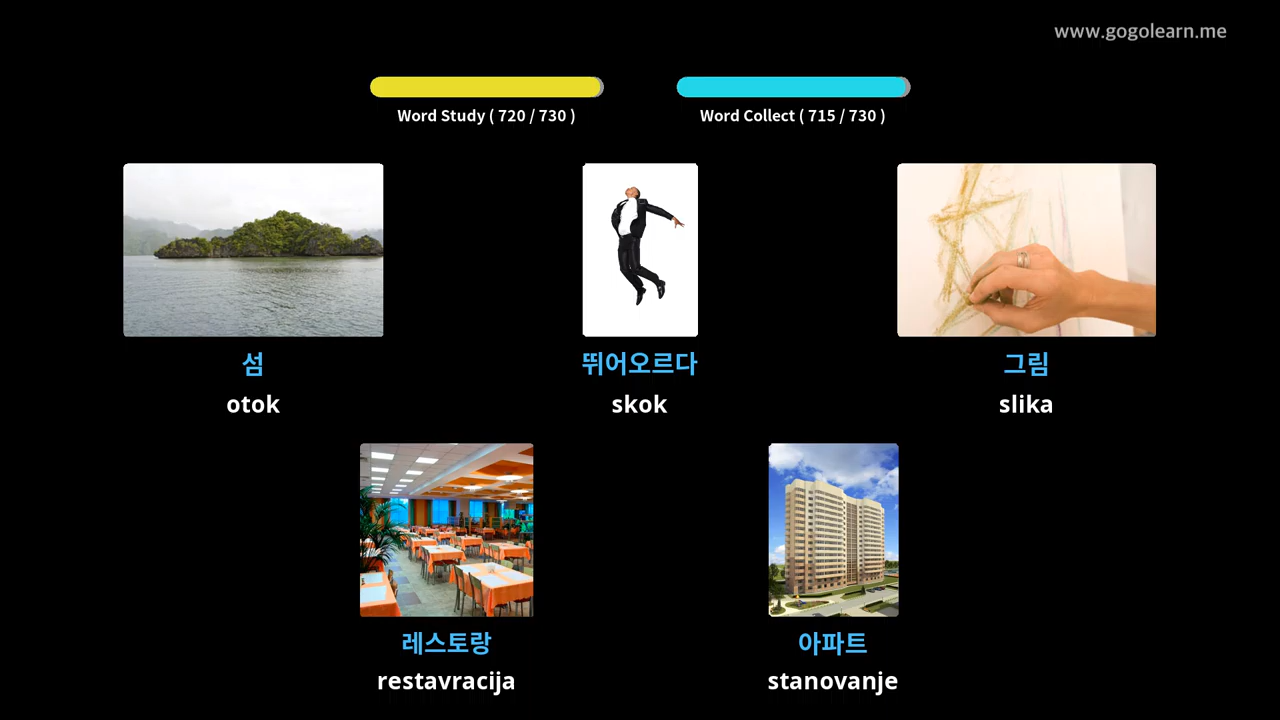 www.gogolearn.me
Word Study ( 720 / 730 )
Word Collect ( 715 / 730 )
섬
뛰어오르다
그림
otok
skok
slika
레스토랑
아파트
restavracija
stanovanje